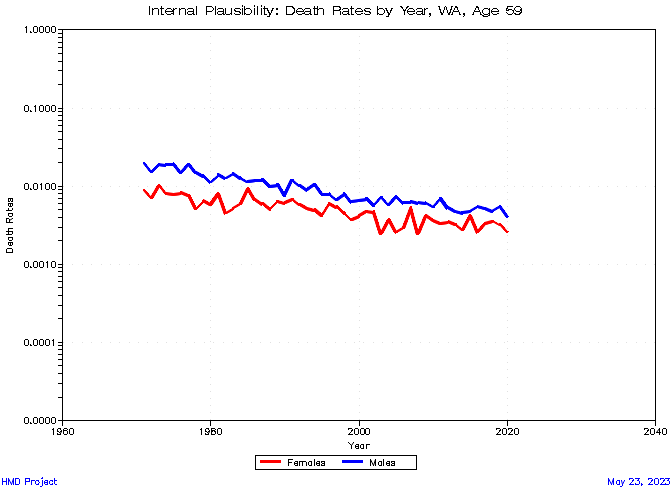 Internal Plausibility: Death Rates by Year, WA, Age 59
1.0000
0.1000
0.0100
0.0010
0.0001
0.0000
Death Rates
1960
1980
2000
2020
2040
Year
Females Males
HMD Project
May 23, 2023